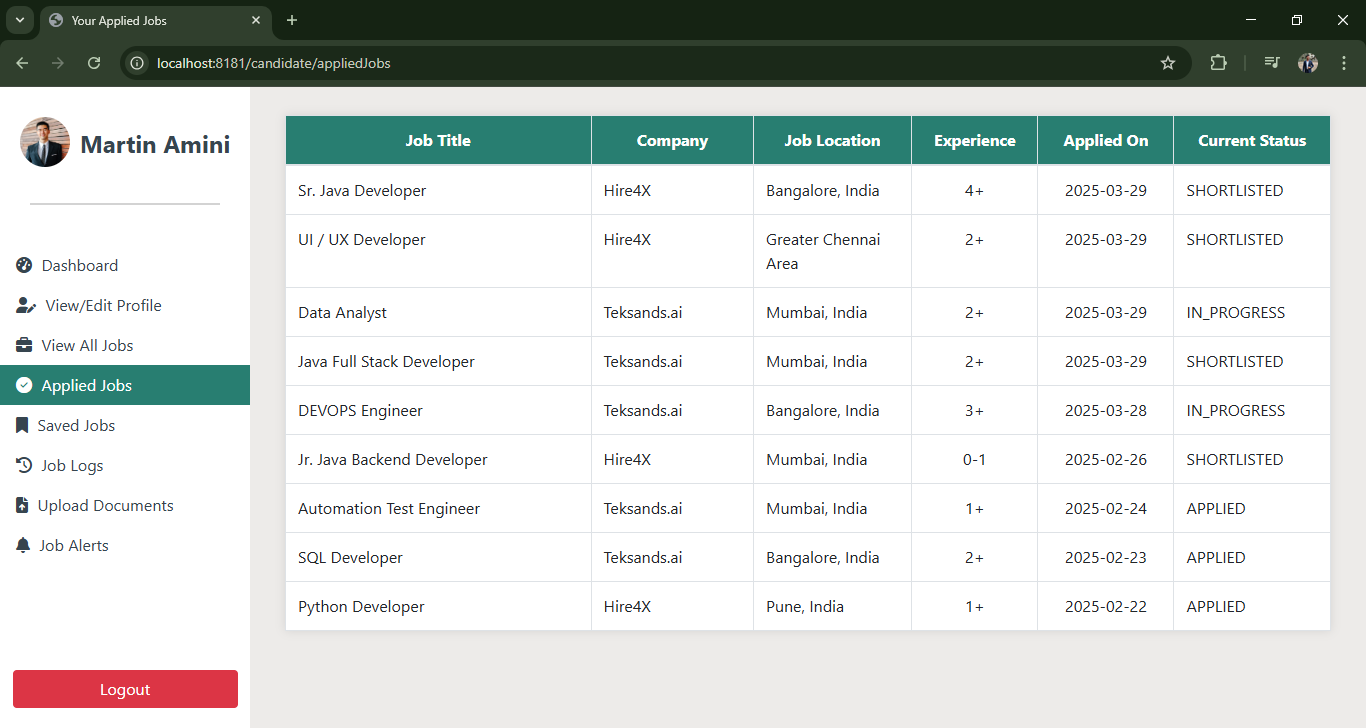 Your Applied Jobs
localhost:8181/candidate/appliedJobs
Martin Amini
Dashboard
View/Edit Profile
View All Jobs
Applied Jobs
Saved Jobs
Job Logs
Upload Documents
Job Alerts
Logout
Job Title Company Job Location Experience Applied On Current Status
Sr. Java Developer Hire4X Bangalore, India 4+ 2025-03-29 SHORTLISTED
UI / UX Developer Hire4X Greater Chennai 2+ 2025-03-29 SHORTLISTED
Area
Data Analyst Teksands.ai Mumbai, India 2+ 2025-03-29 IN_PROGRESS
Java Full Stack Developer Teksands.ai Mumbai, India 2+ 2025-03-29 SHORTLISTED
DEVOPS Engineer Teksands.ai Bangalore, India 3+ 2025-03-28 IN_PROGRESS
Jr. Java Backend Developer Hire4X Mumbai, India 0-1 2025-02-26 SHORTLISTED
Automation Test Engineer Teksands.ai Mumbai, India 1+ 2025-02-24 APPLIED
SQL Developer Teksands.ai Bangalore, India 2+ 2025-02-23 APPLIED
Python Developer Hire4X Pune, India 1+ 2025-02-22 APPLIED